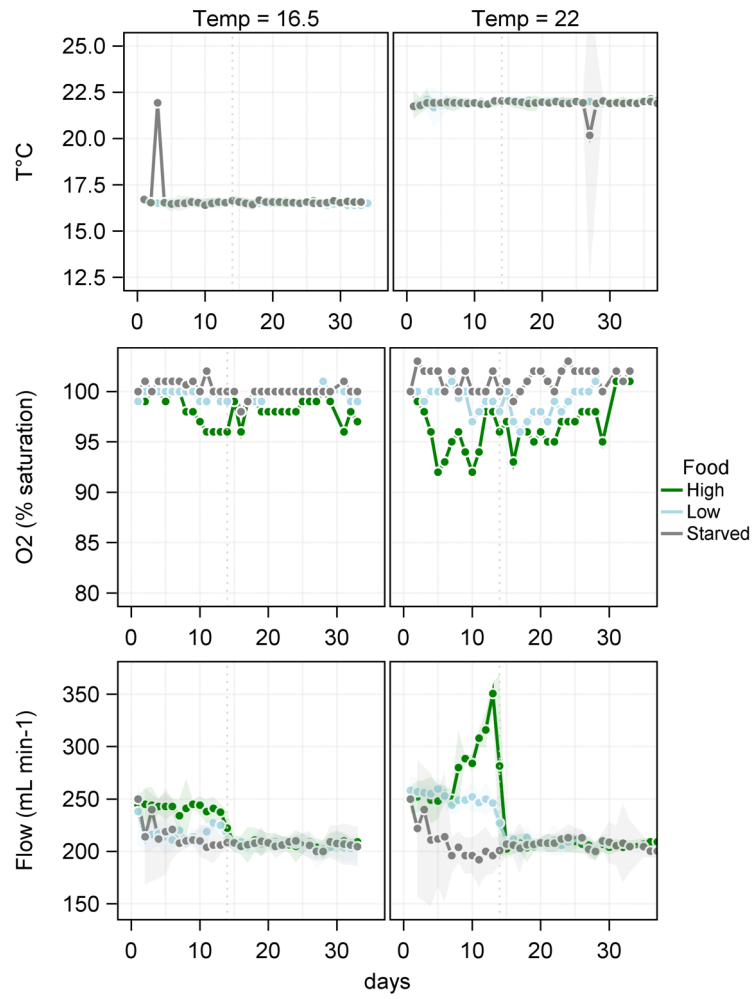 Temp = 16.5 Temp = 22
25.0
22.5
20.0
17.5
15.0
12.5
T°C
0 10 20 30 0 10 20 30
100
95
90
85
80
O2 (% saturation)
Food
High
Low
Starved
0 10 20 30 0 10 20 30
350
300
250
200
150
Flow (mL min-1)
0 10 20 30 0 10 20 30
days